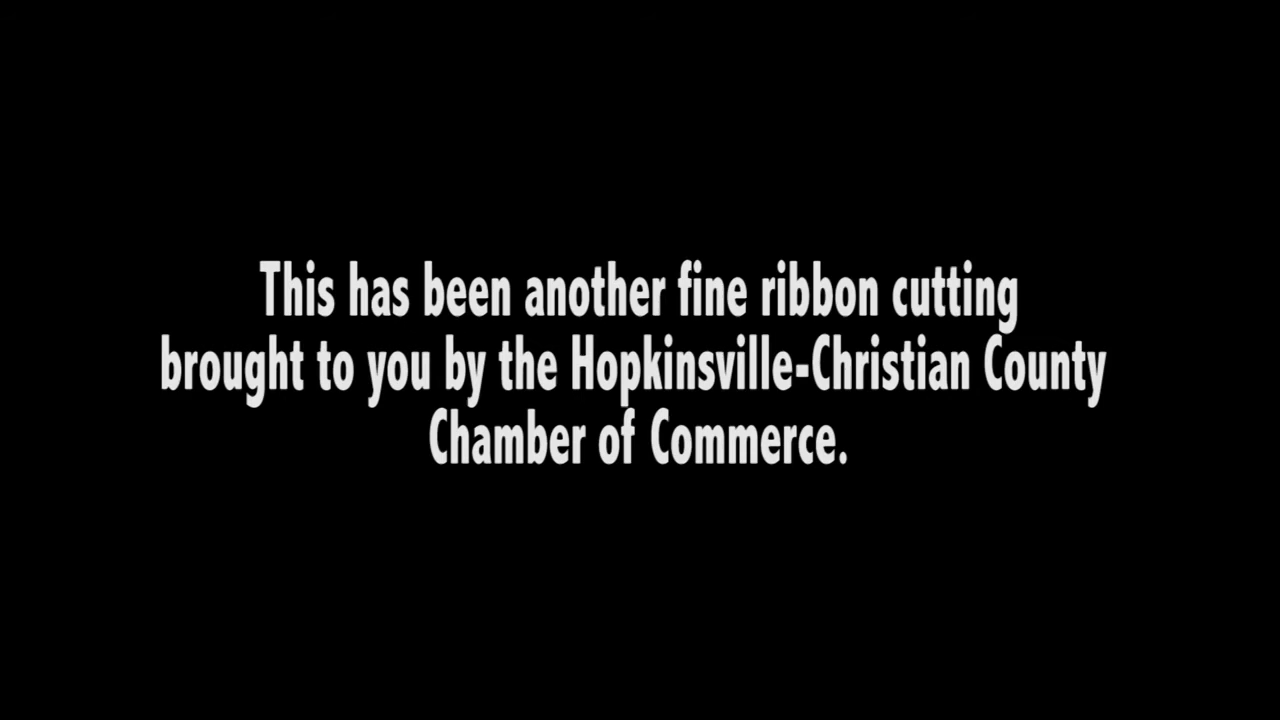 This has been another fine ribbon cutting
brought to you by the Hopkinsville-Christian County
Chamber of Commerce.